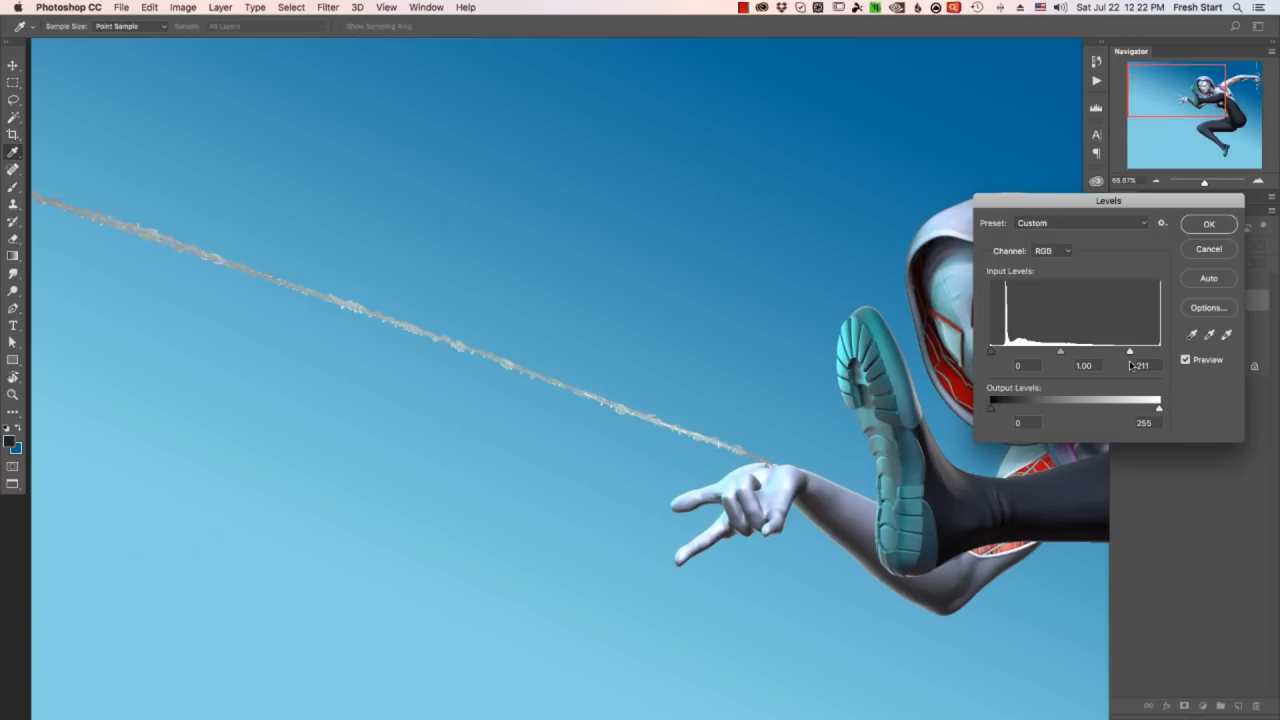 Photoshop CC File Edit Image Layer Type Select Filter 3D View Window Help Sat Jul 22 12:22 PM Fresh Start
Sample Size: Point Sample Sample: All Layers Show Sampling Ring
Navigator
66.67%
Levels
Preset: Custom
OK
Channel: RGB
Cancel
Input Levels:
Auto
Options...
Preview
0 1.00 211
Output Levels:
0 255